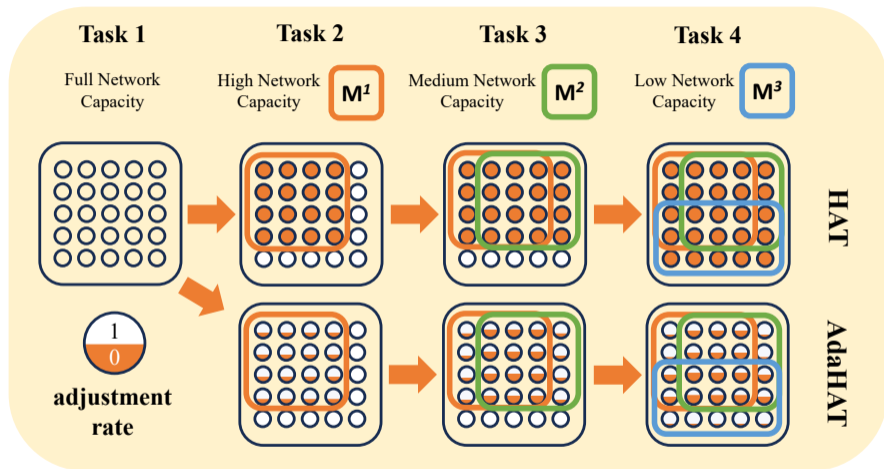 Task 1
Task 2
Task 3
Task 4
Full Network
Capacity
High Network
Capacity
M1
Medium Network
Capacity
M2
Low Network
Capacity
M3
HAT
1
0
adjustment
rate
AdaHAT